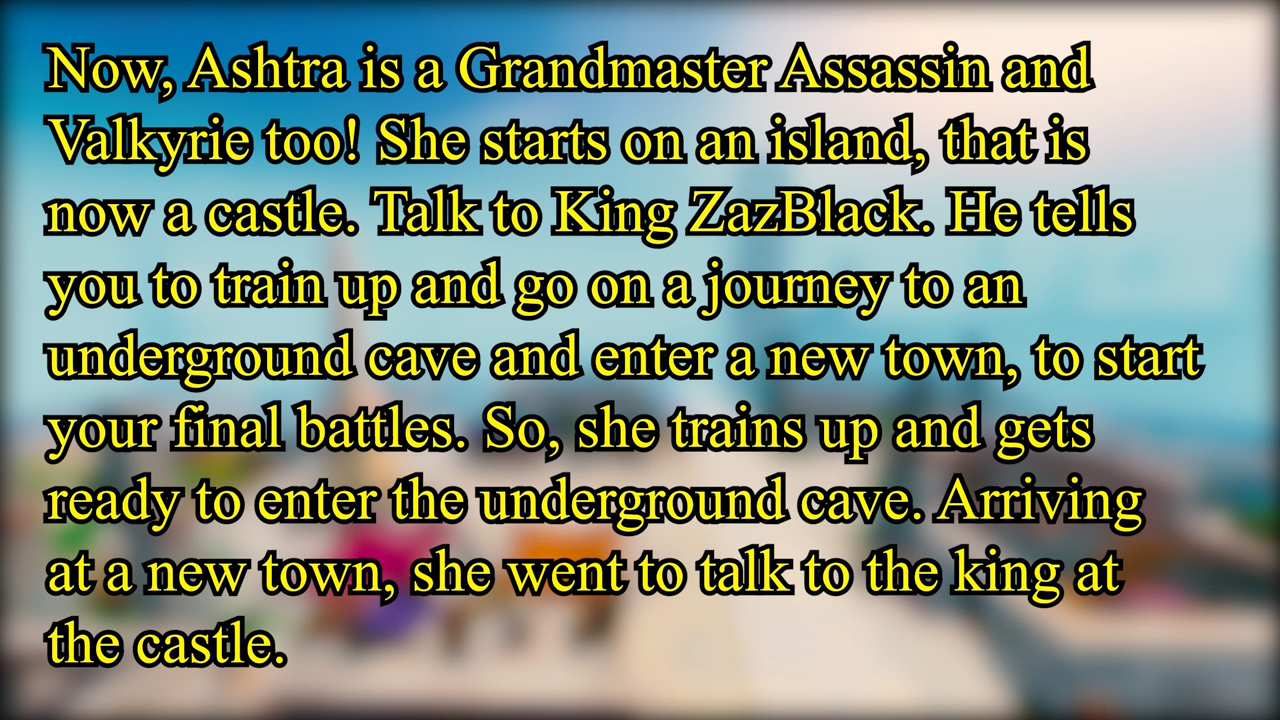 Now, Ashtra is a Grandmaster Assassin and
Valkyrie too! She starts on an island, that is
now a castle. Talk to King ZazBlack. He tells
you to train up and go on a journey to an
underground cave and enter a new town, to start
your final battles. So, she trains up and gets
ready to enter the underground cave. Arriving
at a new town, she went to talk to the king at
the castle.